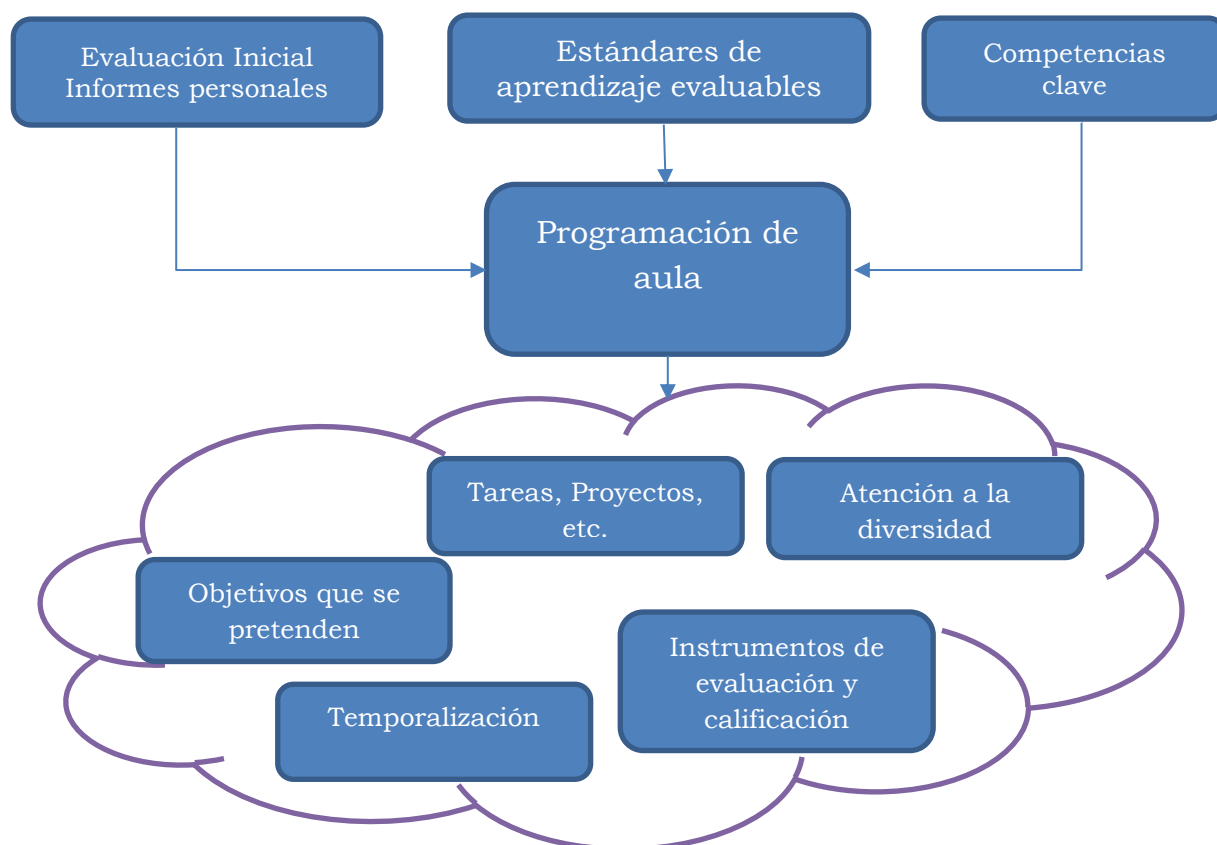 Evaluación Inicial
Informes personales
Estándares de
aprendizaje evaluables
Competencias
clave
Programación de
aula
Tareas, Proyectos,
etc.
Atención a la
diversidad
Objetivos que se
pretenden
Instrumentos de
evaluación y
calificación
Temporalización